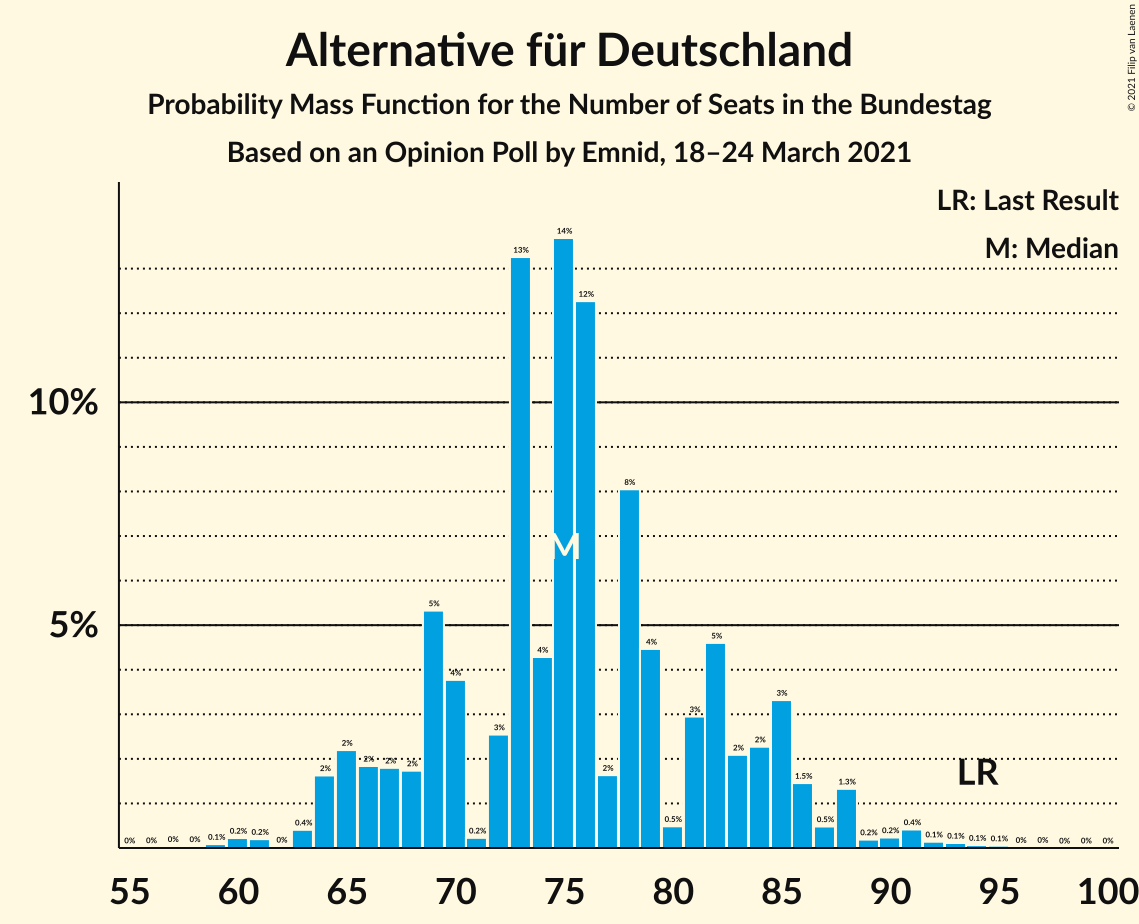 Alternative für Deutschland
Probability Mass Function for the Number of Seats in the Bundestag
Based on an Opinion Poll by Emnid, 18–24 March 2021
© 2021 Filip van Laenen
LR: Last Result
M: Median
10%
5%
0% 0% 0% 0% 0.1% 0.2% 0.2% 0% 0.4% 2% 2% 2% 2% 2% 5% 4% 0.2% 3% 13% 4% 14% 12% 2% 8% 4% 0.5% 3% 5% 2% 2% 3% 1.5% 0.5% 1.3% 0.2% 0.2% 0.4% 0.1% 0.1% 0.1% 0.1% 0% 0% 0% 0% 0%
M
LR
55 60 65 70 75 80 85 90 95 100